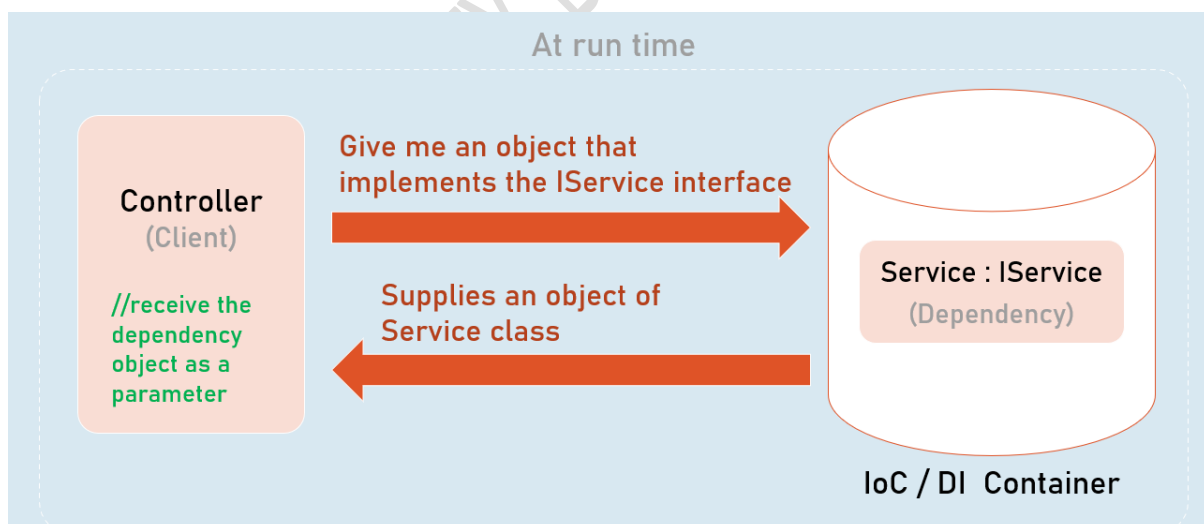 At run time
Controller
(Client)
//receive the
dependency
object as a
parameter
Give me an object that
implements the IService interface
Supplies an object of
Service class
Service : IService
(Dependency)
IoC / DI Container